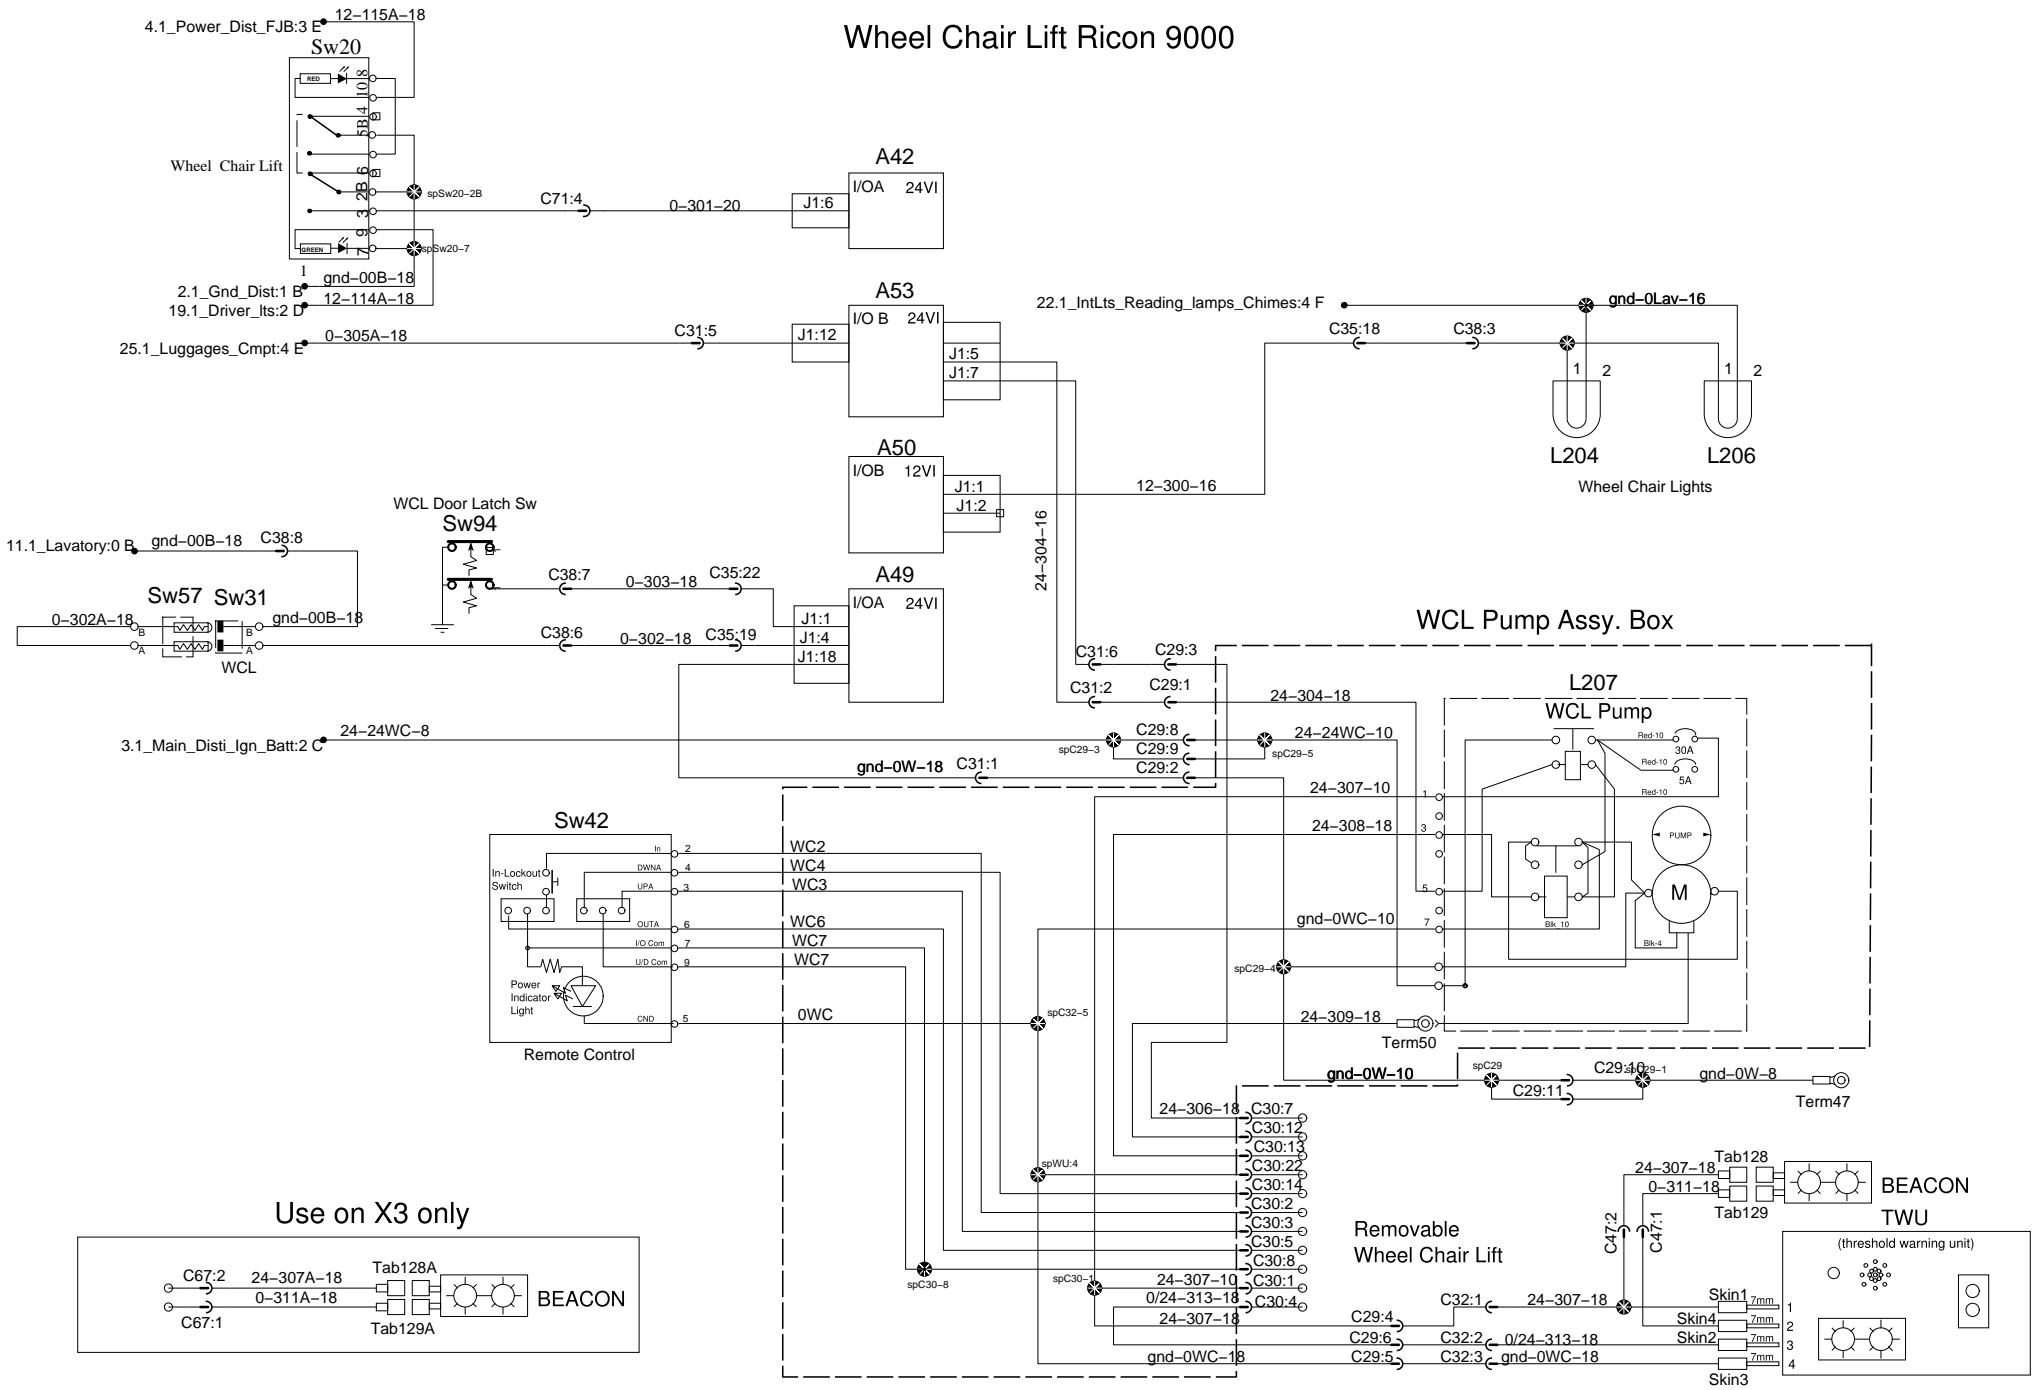 Wheel Chair Lift Ricon 9000
4.1_Power_Dist_FJB:3 E
12−115A−18
Sw20
RED
8
10
4
5B
6
2B
3
9
7
GREEN
Wheel Chair Lift
1
spSw20−2B
spSw20−7
gnd−00B−18
2.1_Gnd_Dist:1 B
12−114A−18
19.1_Driver_lts:2 D
C71:4
0−301−20
A42
I/OA
24VI
J1:6
25.1_Luggages_Cmpt:4 E
0−305A−18
C31:5
A53
I/O B
24VI
J1:12
J1:5
J1:7
22.1_IntLts_Reading_lamps_Chimes:4 F
gnd−0Lav−16
C35:18
C38:3
1
2
1
2
L204
L206
Wheel Chair Lights
A50
I/OB
12VI
J1:1
J1:2
12−300−16
24−304−16
WCL Door Latch Sw
Sw94
11.1_Lavatory:0 B
gnd−00B−18
C38:8
C38:7
0−303−18
C35:22
A49
I/OA
24VI
J1:1
J1:4
J1:18
Sw57
Sw31
0−302A−18
B
A
B
A
gnd−00B−18
WCL
C38:6
0−302−18
C35:19
3.1_Main_Disti_Ign_Batt:2 C
24−24WC−8
gnd−0W−18
C31:1
C31:6
C29:3
C31:2
C29:1
spC29−3
C29:8
C29:9
C29:2
spC29−5
WCL Pump Assy. Box
24−304−18
24−24WC−10
24−307−10
24−308−18
gnd−0WC−10
spC29−4
24−309−18
Term50
L207
WCL Pump
Red-10
30A
Red-10
5A
Red-10
1
3
5
7
PUMP
M
Blk 10
Blk-4
Sw42
In
2
DWNA
4
UPA
3
OUTA
6
I/O Com
7
U/D Com
9
CND
5
In-Lockout
Switch
Power
Indicator
Light
Remote Control
WC2
WC4
WC3
WC6
WC7
WC7
0WC
spC32−5
gnd−0W−10
spC29
C29:10
spC29−1
C29:11
gnd−0W−8
Term47
24−306−18
C30:7
C30:12
C30:13
spWU:4
C30:22
C30:14
C30:2
C30:3
C30:5
C30:8
spC30−8
spC30−1
24−307−10
C30:1
0/24−313−18
C30:4
24−307−18
gnd−0WC−18
Removable
Wheel Chair Lift
C29:4
C32:1
24−307−18
C29:6
C32:2
0/24−313−18
C29:5
C32:3
gnd−0WC−18
24−307−18
Tab128
0−311−18
Tab129
BEACON
C47:2
C47:1
TWU
(threshold warning unit)
Skin1
7mm
1
Skin4
7mm
2
Skin2
7mm
3
Skin3
7mm
4
Use on X3 only
C67:2
24−307A−18
Tab128A
C67:1
0−311A−18
Tab129A
BEACON